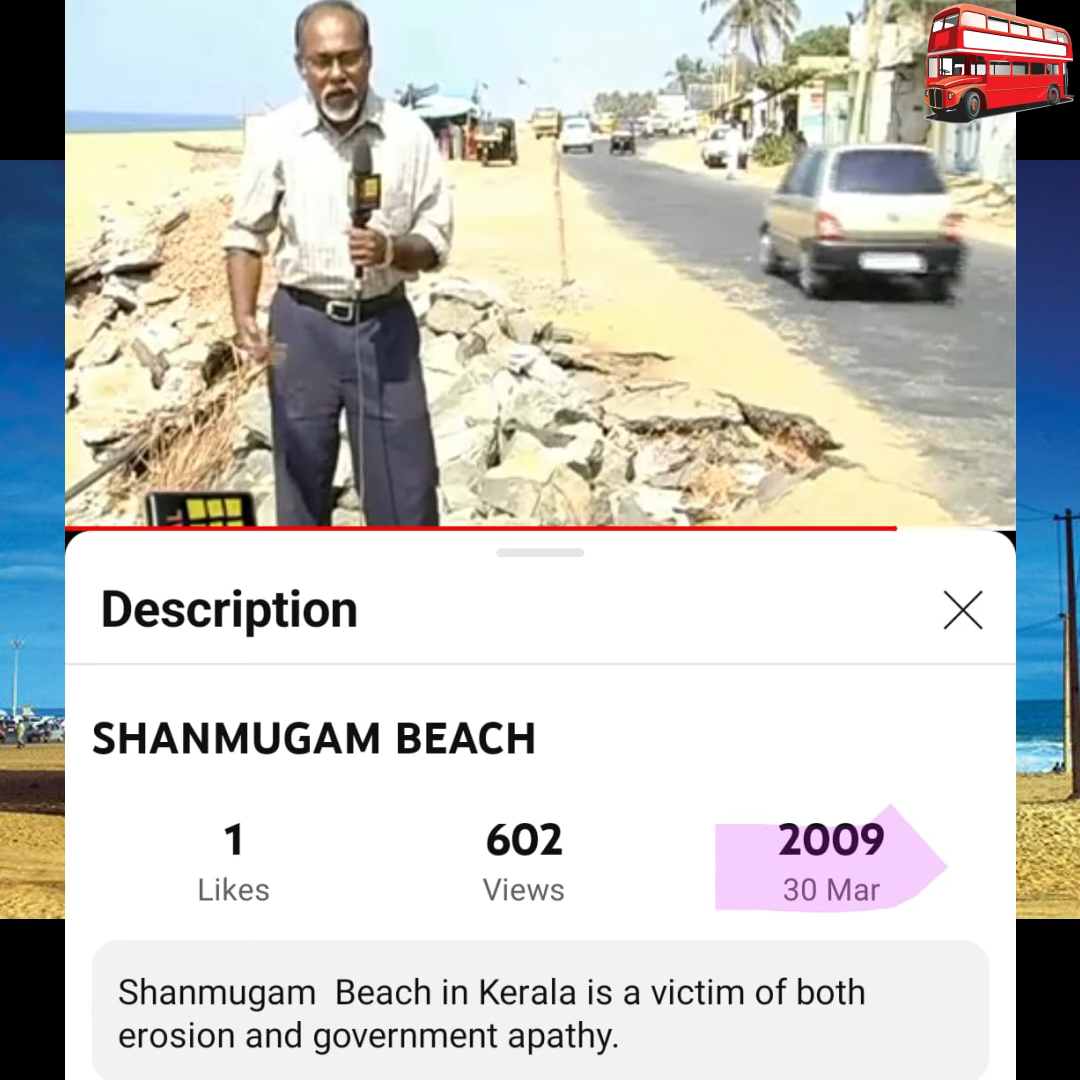 Description
SHANMUGAM BEACH
1 602 2009
Likes Views 30 Mar
Shanmugam  Beach in Kerala is a victim of both
erosion and government apathy.